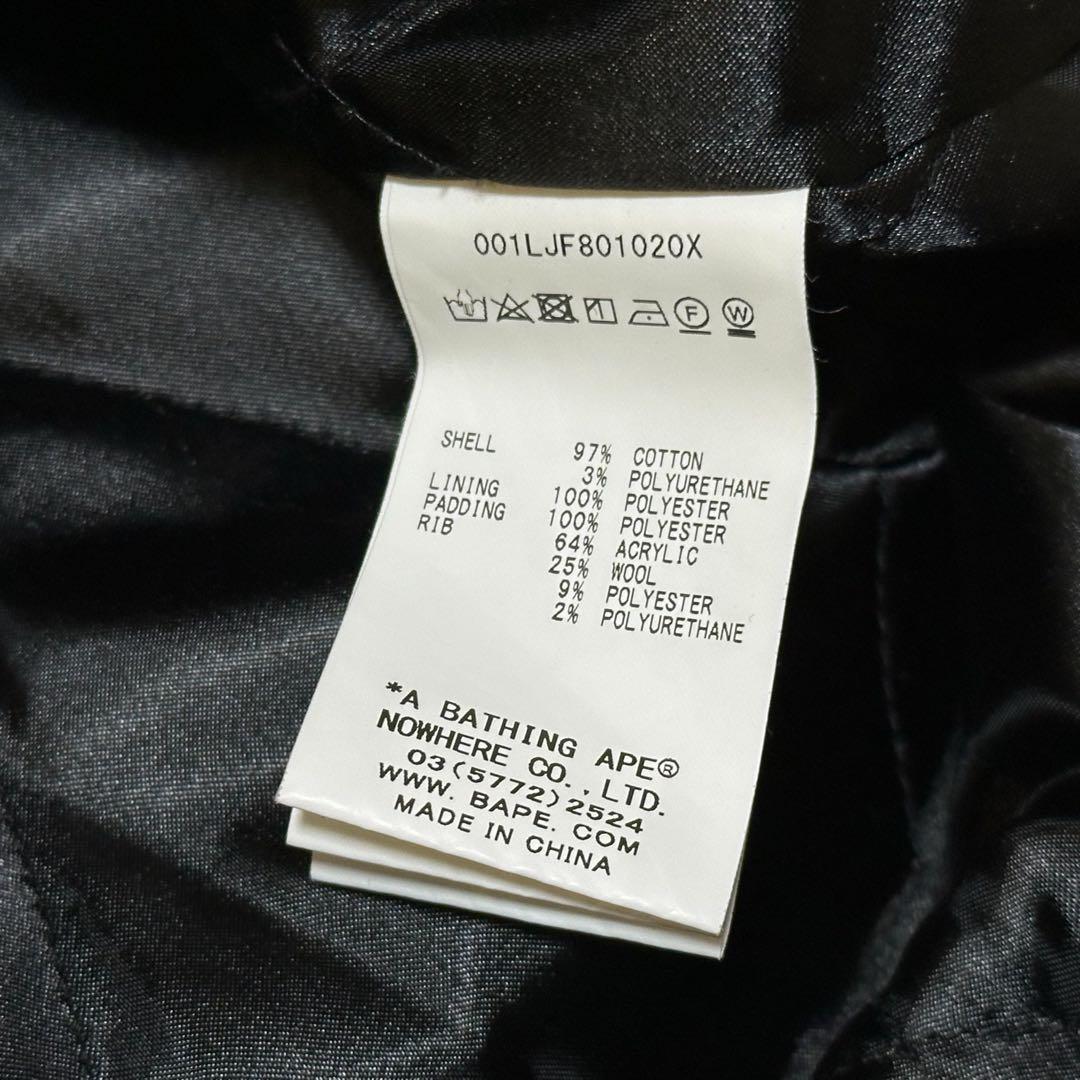 001LJF801020X
F W
SHELL 97% COTTON
3% POLYURETHANE
LINING 100% POLYESTER
PADDING 100% POLYESTER
RIB 64% ACRYLIC
25% WOOL
9% POLYESTER
2% POLYURETHANE
*A BATHING APE®
NOWHERE CO., LTD.
03(5772)2524
WWW. BAPE. COM
MADE IN CHINA